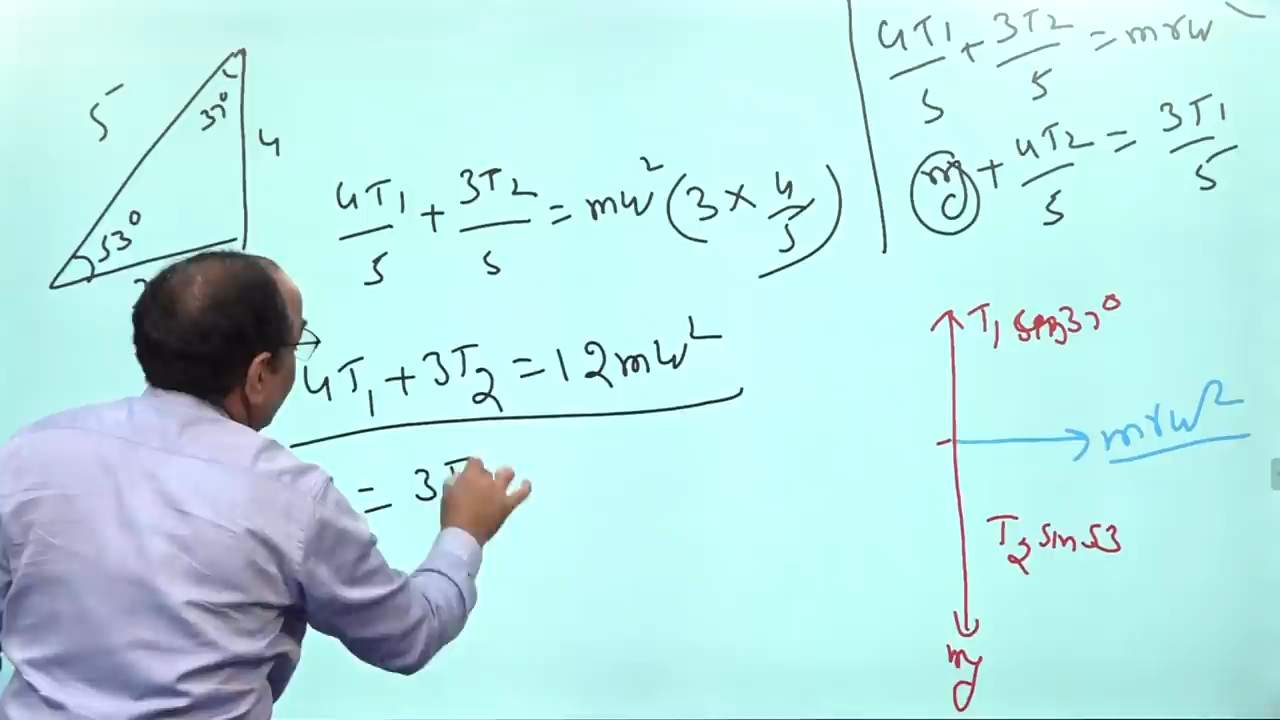 5
37°
4
53°
4T₁/5 + 3T₂/5 = mω² (3 × 4/5)
4T₁ + 3T₂ = 12mω²
= 3T
4T₁/5 + 3T₂/5 = mrω
mg + 4T₂/5 = 3T₁/5
T₁ sin37°
mrω²
T₂ sin53
mg